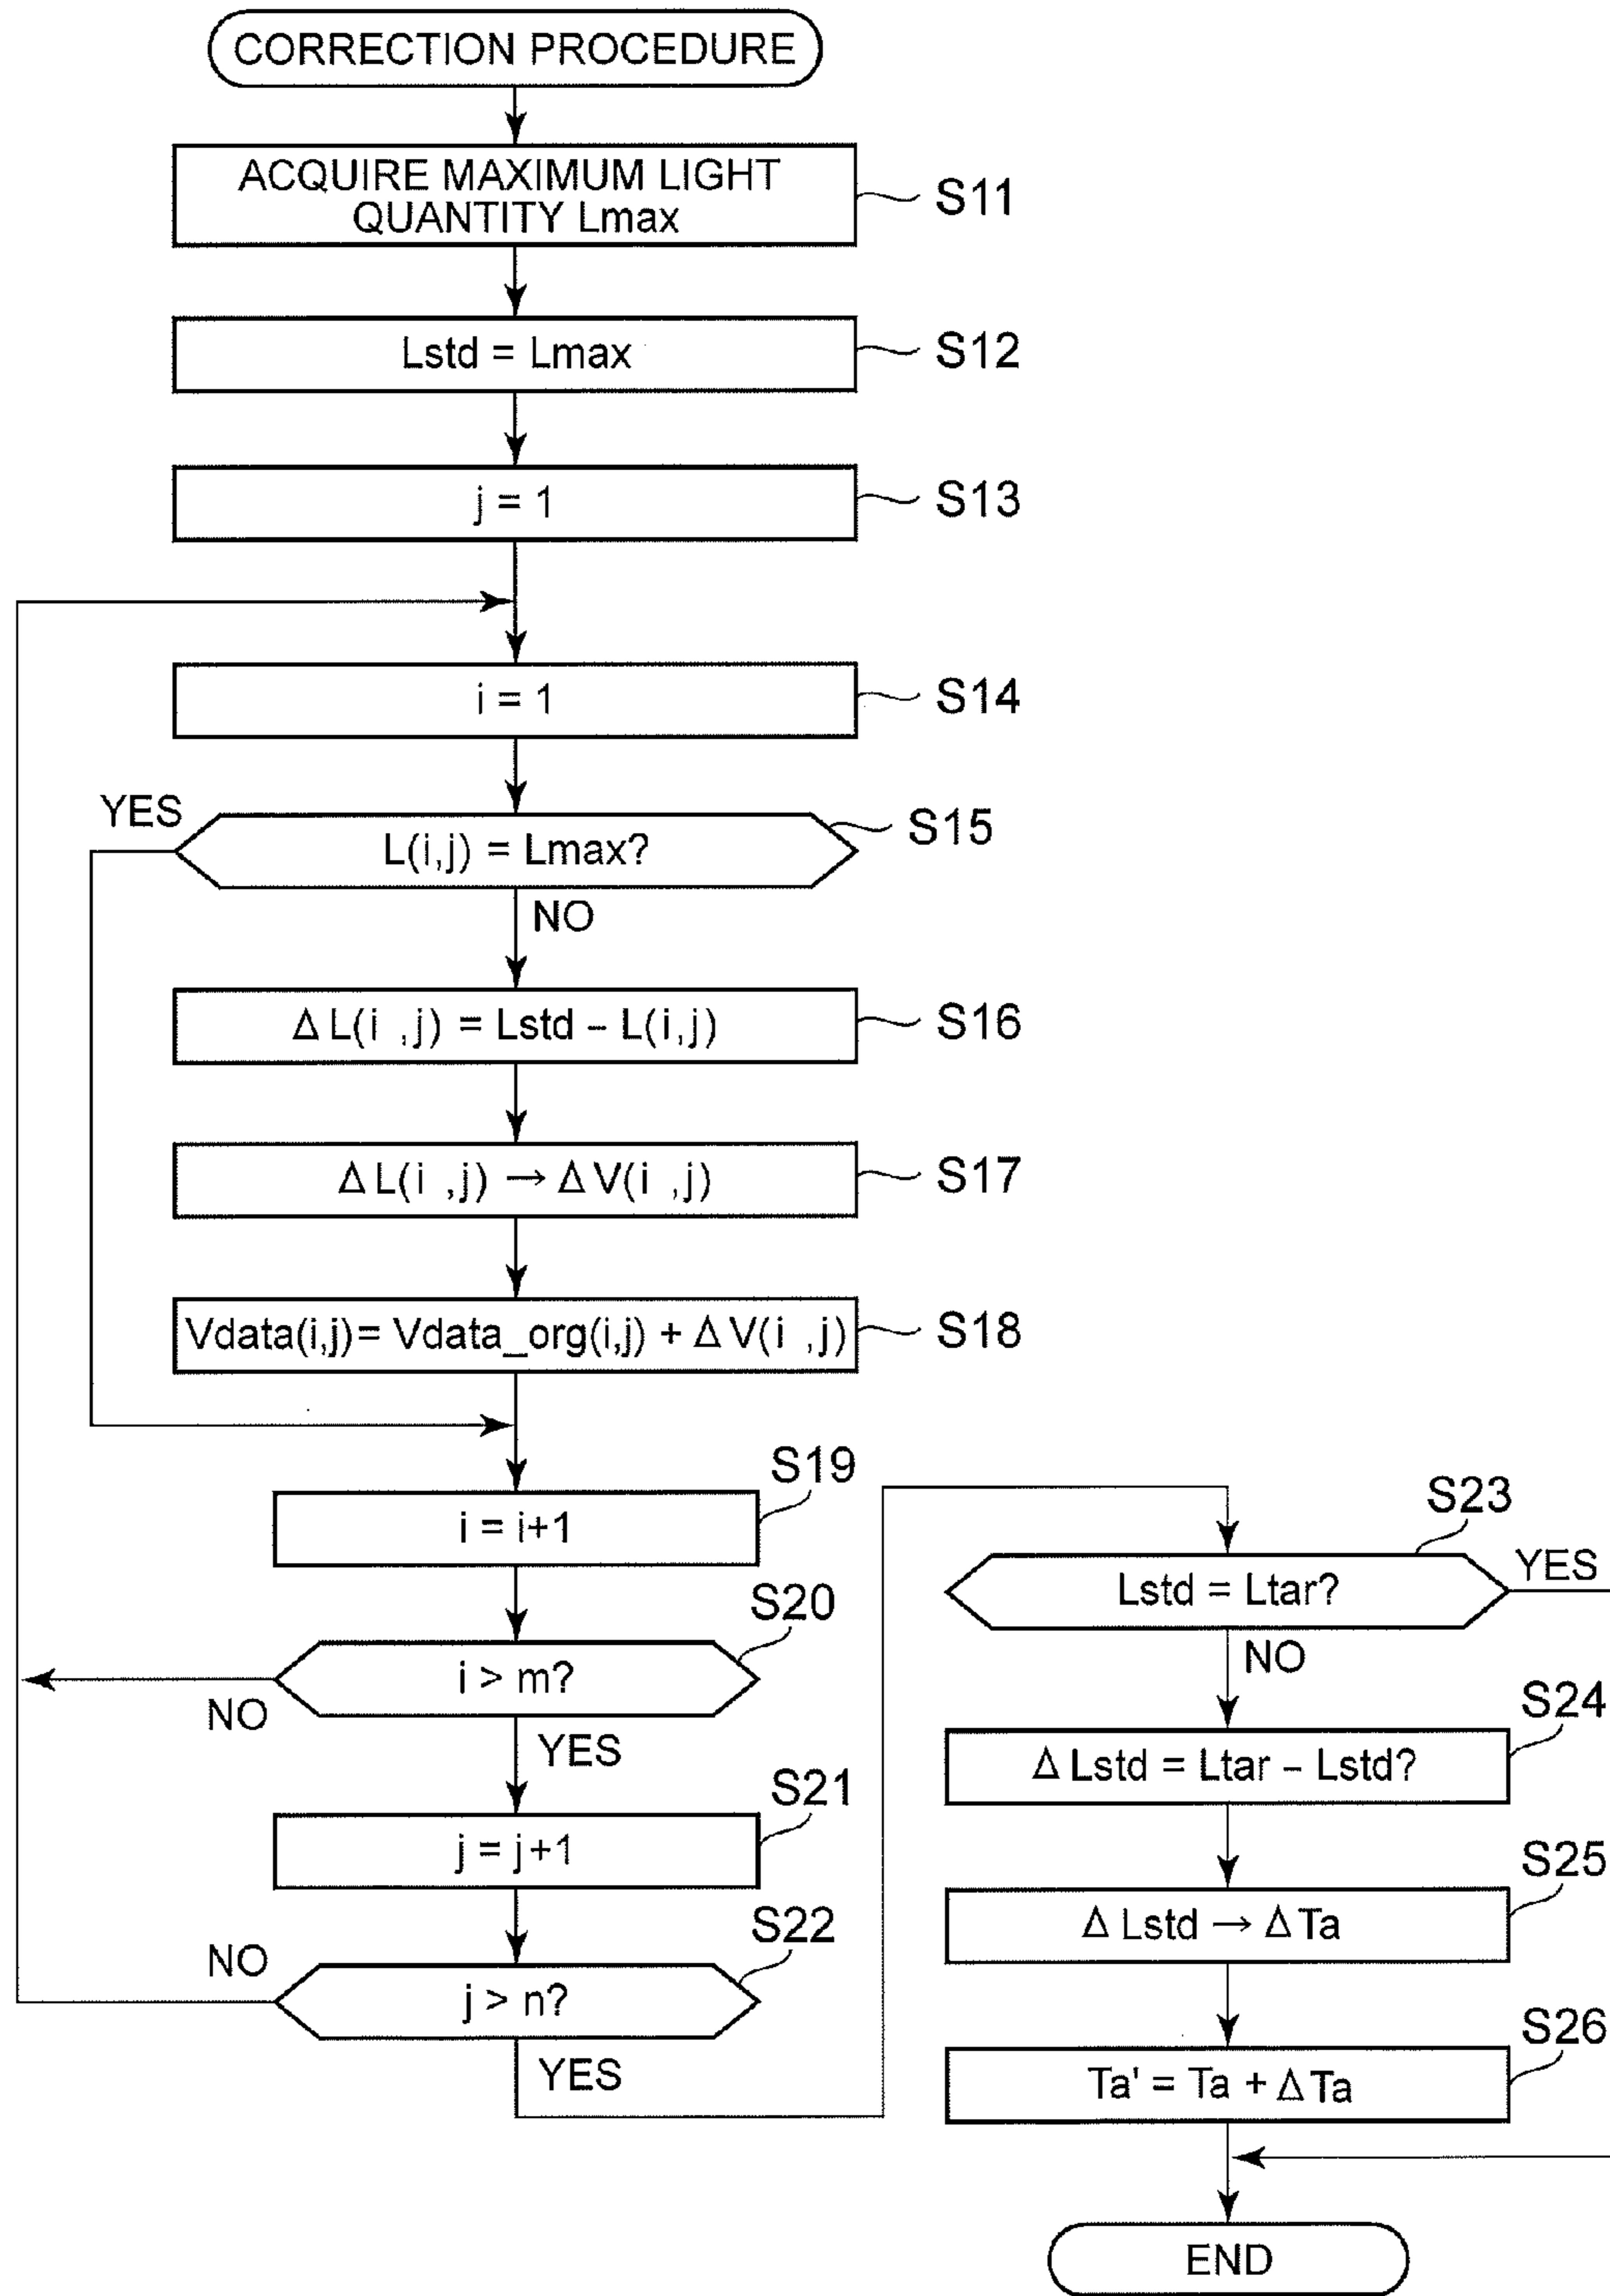 CORRECTION PROCEDURE
ACQUIRE MAXIMUM LIGHT
QUANTITY Lmax
S11
Lstd = Lmax
S12
j = 1
S13
i = 1
S14
YES
L(i,j) = Lmax?
S15
NO
Δ L(i ,j) = Lstd – L(i,j)
S16
Δ L(i ,j) → Δ V(i ,j)
S17
Vdata(i,j)= Vdata_org(i,j) + Δ V(i ,j)
S18
S19
i = i+1
S20
i > m?
NO
YES
S21
j = j+1
S22
NO
j > n?
YES
S23
YES
Lstd = Ltar?
NO
S24
Δ Lstd = Ltar – Lstd?
S25
Δ Lstd → Δ Ta
S26
Ta' = Ta + Δ Ta
END